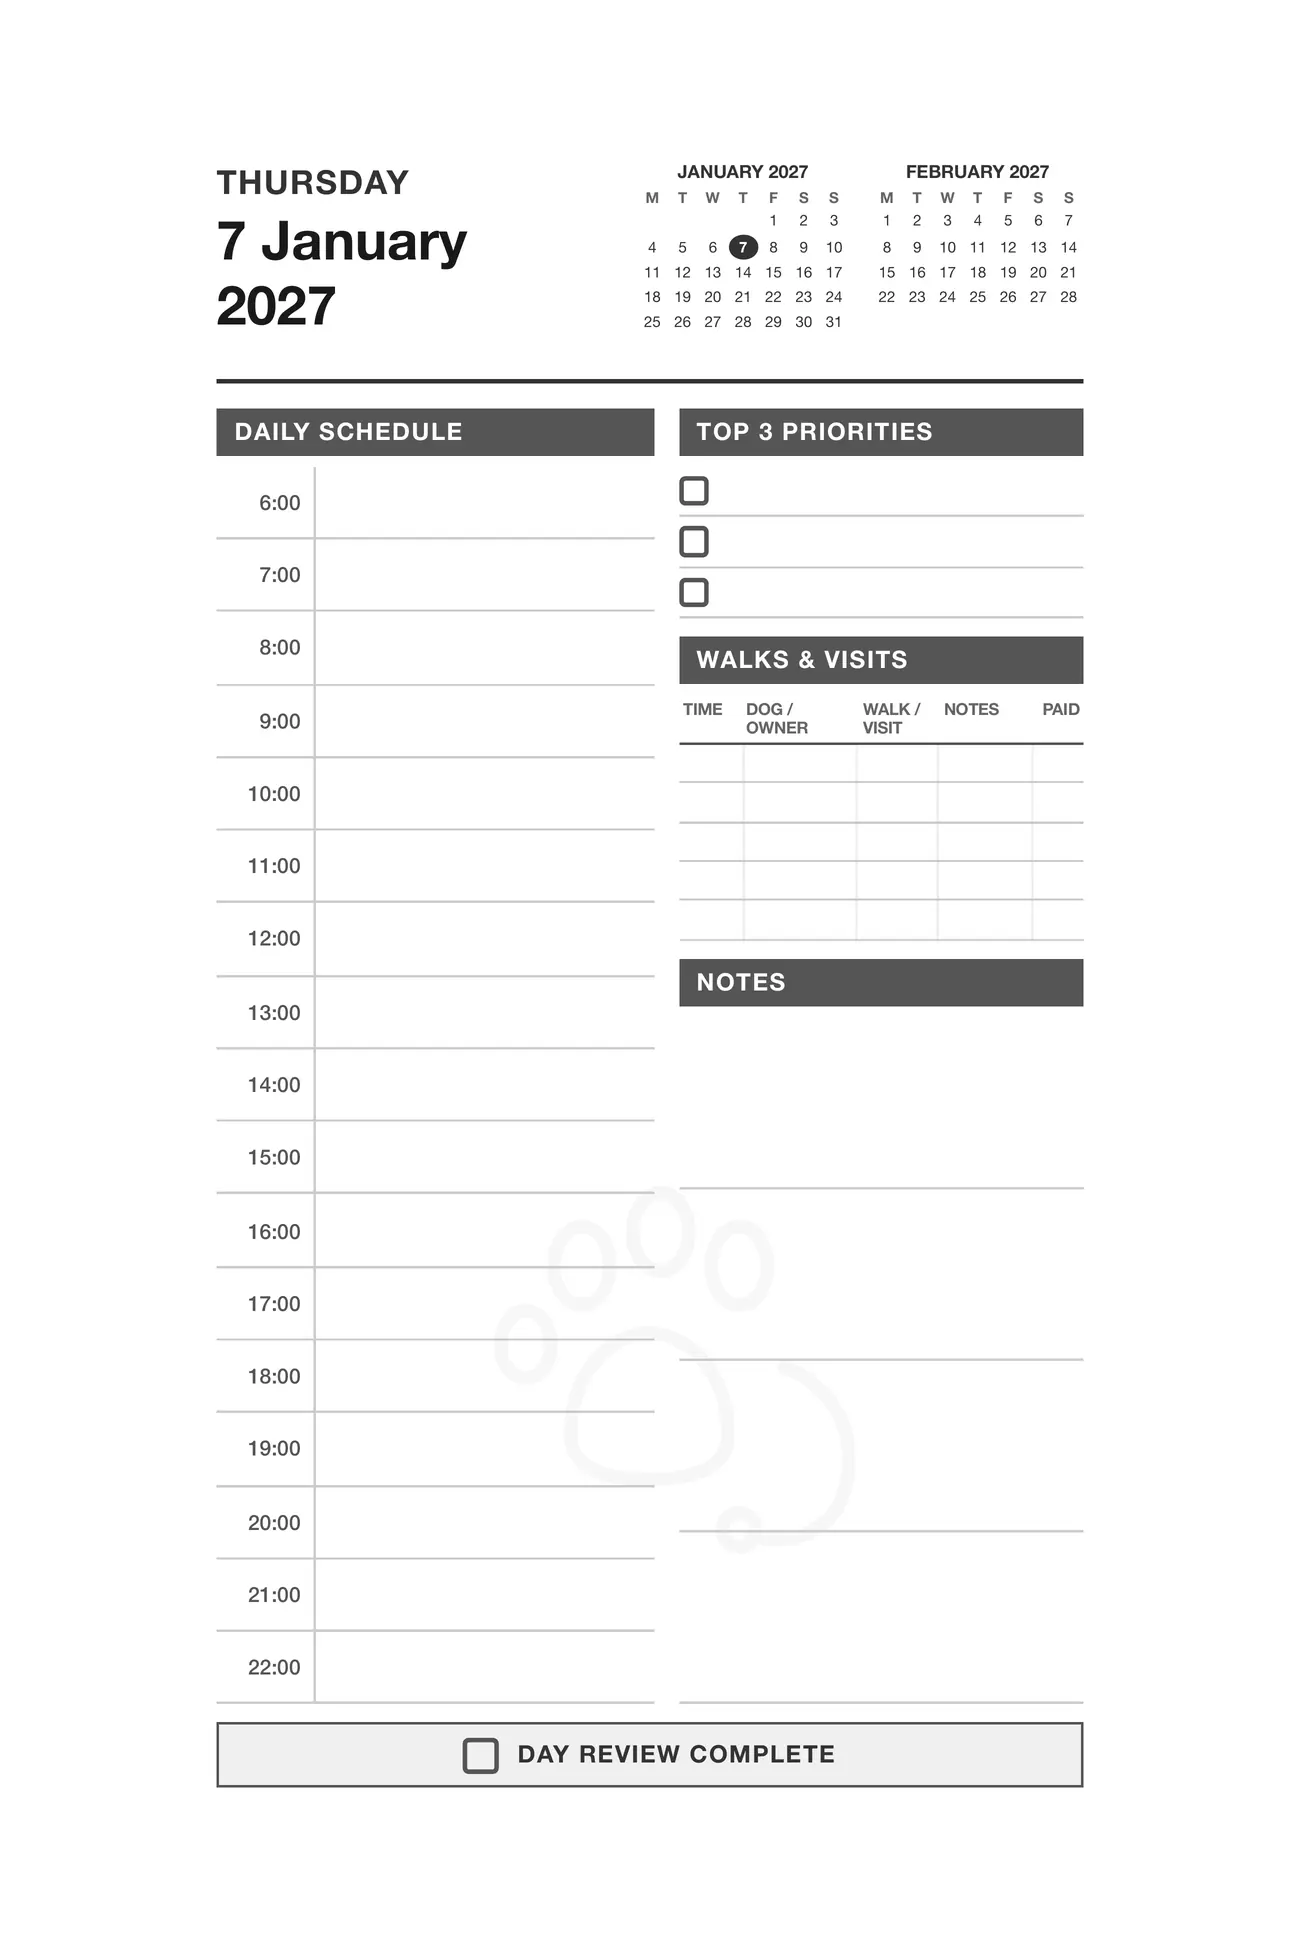 THURSDAY
7 January
2027
JANUARY 2027
M T W T F S S
1 2 3
4 5 6 7 8 9 10
11 12 13 14 15 16 17
18 19 20 21 22 23 24
25 26 27 28 29 30 31
FEBRUARY 2027
M T W T F S S
1 2 3 4 5 6 7
8 9 10 11 12 13 14
15 16 17 18 19 20 21
22 23 24 25 26 27 28
DAILY SCHEDULE
6:00
7:00
8:00
9:00
10:00
11:00
12:00
13:00
14:00
15:00
16:00
17:00
18:00
19:00
20:00
21:00
22:00
TOP 3 PRIORITIES
WALKS & VISITS
TIME DOG / WALK / NOTES PAID
OWNER VISIT
NOTES
DAY REVIEW COMPLETE